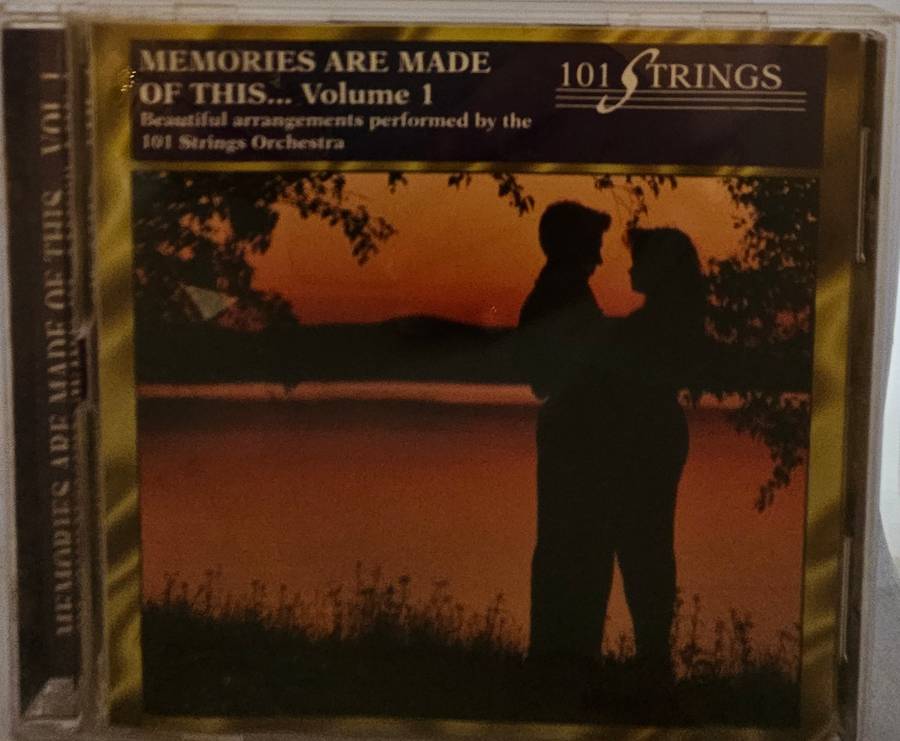 MEMORIES ARE MADE
OF THIS... Volume 1
Beautiful arrangements performed by the
101 Strings Orchestra
101 STRINGS
MEMORIES ARE MADE OF THIS... VOL 1